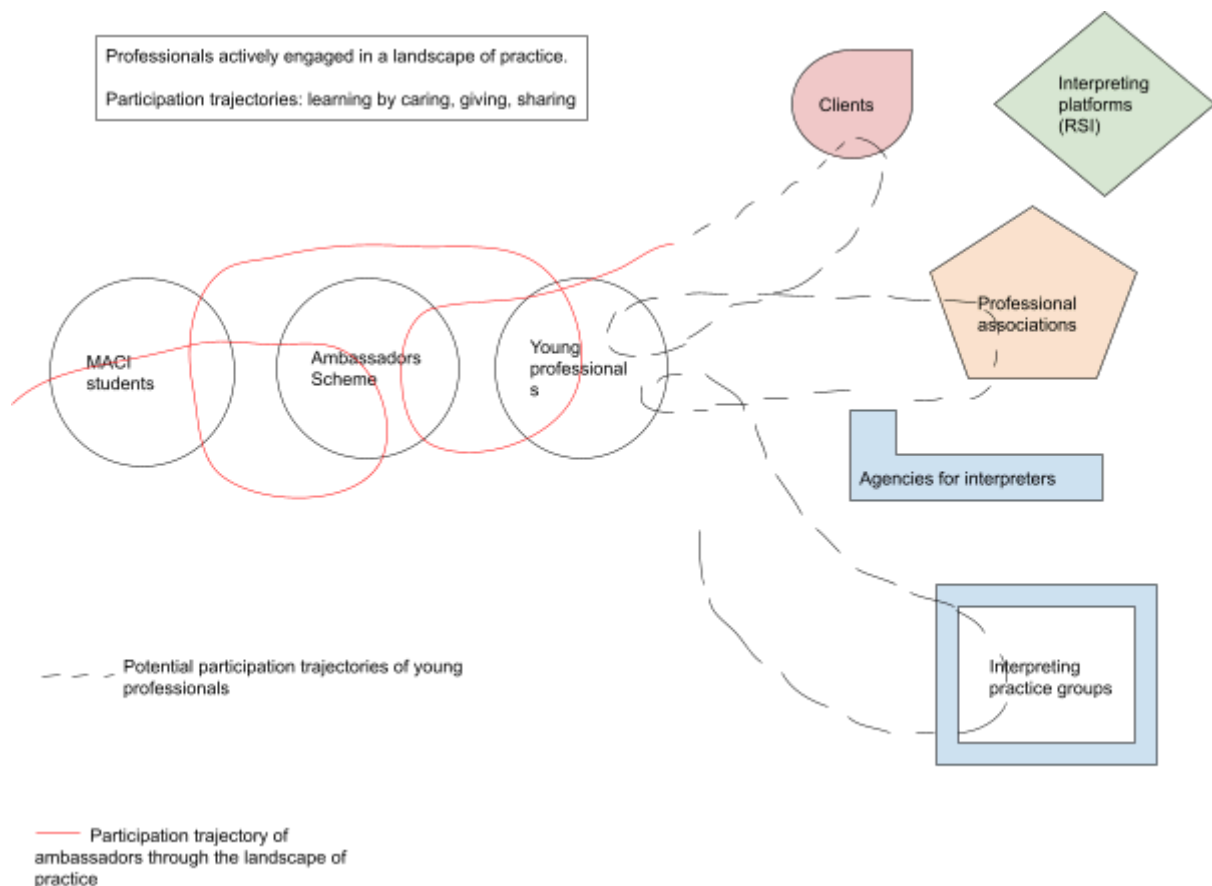 Professionals actively engaged in a landscape of practice.
Participation trajectories: learning by caring, giving, sharing
Clients
Interpreting
platforms
(RSI)
Professional
associations
MACI
students
Ambassadors
Scheme
Young
professional
s
Agencies for interpreters
Interpreting
practice groups
Potential participation trajectories of young
professionals
Participation trajectory of
ambassadors through the landscape of
practice